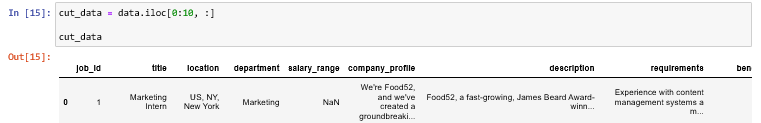 In [15]: cut_data = data.iloc[0:10, :]
cut_data
Out[15]:
job_id title location department salary_range company_profile description requirements ben
0 1 Marketing Intern US, NY, New York Marketing NaN We're Food52, and we've created a groundbreaki... Food52, a fast-growing, James Beard Award-winn... Experience with content management systems a m...